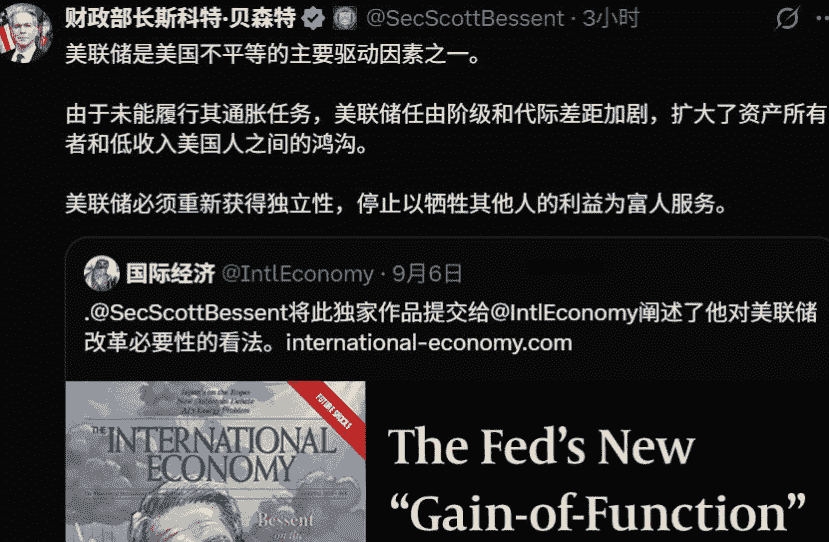 财政部长斯科特·贝森特 @SecScottBessent · 3小时
美联储是美国不平等的主要驱动因素之一。
由于未能履行其通胀任务，美联储任由阶级和代际差距加剧，扩大了资产所有
者和低收入美国人之间的鸿沟。
美联储必须重新获得独立性，停止以牺牲其他人的利益为富人服务。
国际经济 @IntlEconomy · 9月6日
.@SecScottBessent将此独家作品提交给@IntlEconomy阐述了他对美联储
改革必要性的看法。international-economy.com
FUTURE SHOCKS
THE
INTERNATIONAL
ECONOMY
Bessent
on the
The Fed's New
“Gain-of-Function”